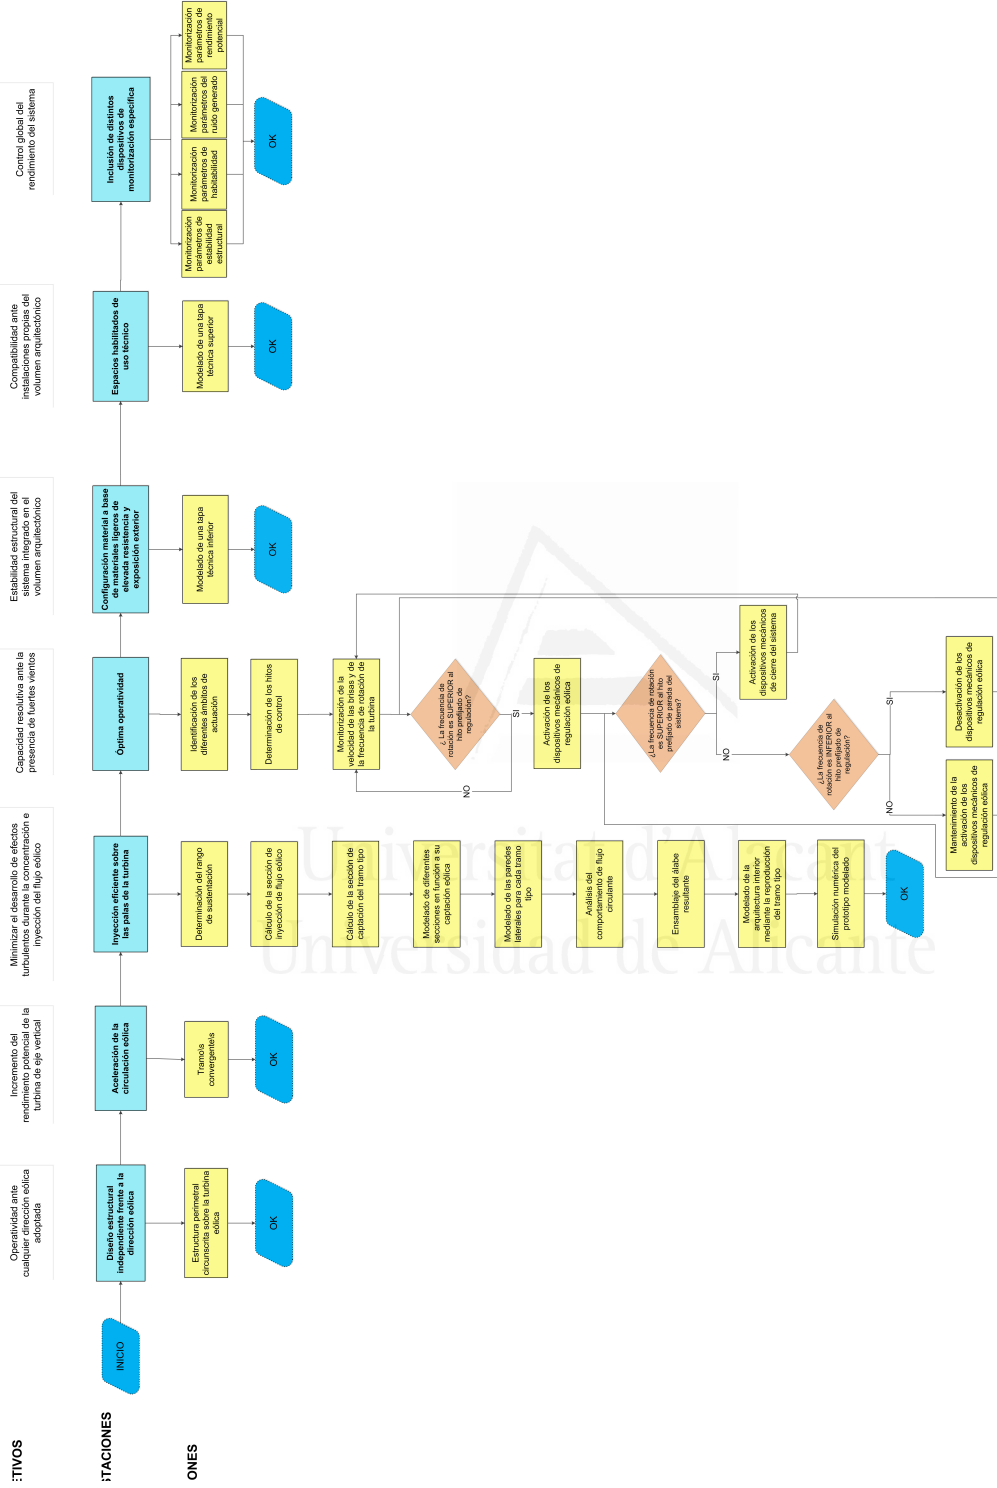 ETIVOS
Operatividad ante
cualquier dirección eólica
adoptada
Incremento del
rendimiento potencial de la
turbina de eje vertical
Minimizar el desarrollo de efectos
turbulentos durante la concentración e
inyección del flujo eólico
Capacidad resolutiva ante la
presencia de fuertes vientos
Estabilidad estructural del
sistema integrado en el
volumen arquitectónico
Compatibilidad ante
instalaciones propias del
volumen arquitectónico
Control global del
rendimiento del sistema
STACIONES
INICIO
Diseño estructural
independiente frente a la
dirección eólica
Aceleración de la
circulación eólica
Inyección eficiente sobre
las palas de la turbina
Óptima operatividad
Configuración material a base
de materiales ligeros de
elevada resistencia y
exposición exterior
Espacios habilitados de
uso técnico
Inclusión de distintos
dispositivos de
monitorización específica
ONES
Estructura perimetral
circunscrita sobre la turbina
eólica
OK
Tramo\s
convergente\s
OK
Determinación del rango
de sustentación
Cálculo de la sección de
inyección de flujo eólico
Cálculo de la sección de
captación del tramo tipo
Modelado de diferentes
secciones en función a su
captación eólica
Modelado de las paredes
laterales para cada tramo
tipo
Análisis del
comportamiento de flujo
circulante
Ensamblaje del álabe
resultante
Modelado de la
arquitectura interior
mediante la reproducción
del tramo tipo
Simulación numérica del
prototipo modelado
OK
Identificación de los
diferentes ámbitos de
actuación
Determinación de los hitos
de control
Monitorización de la
velocidad de las brisas y de
la frecuencia de rotación de
la turbina
¿ La frecuencia de
rotación es SUPERIOR al
hito prefijado de
regulación?
NO
SI
Activación de los
dispositivos mecánicos de
regulación eólica
¿La frecuencia de rotación
es SUPERIOR al hito
prefijado de parada del
sistema?
NO
SI
Activación de los
dispositivos mecánicos
de cierre del sistema
¿La frecuencia de
rotación es INFERIOR al
hito prefijado de
regulación?
NO
SI
Mantenimiento de la
activación de los
dispositivos mecánicos de
regulación eólica
Desactivación de los
dispositivos mecánicos de
regulación eólica
Modelado de una tapa
técnica inferior
OK
Modelado de una tapa
técnica superior
OK
Monitorización
parámetros de
estabilidad
estructural
Monitorización
parámetros de
habitabilidad
Monitorización
parámetros del
ruido generado
Monitorización
parámetros de
rendimiento
potencial
OK
Universitat d'Alacant
Universidad de Alicante